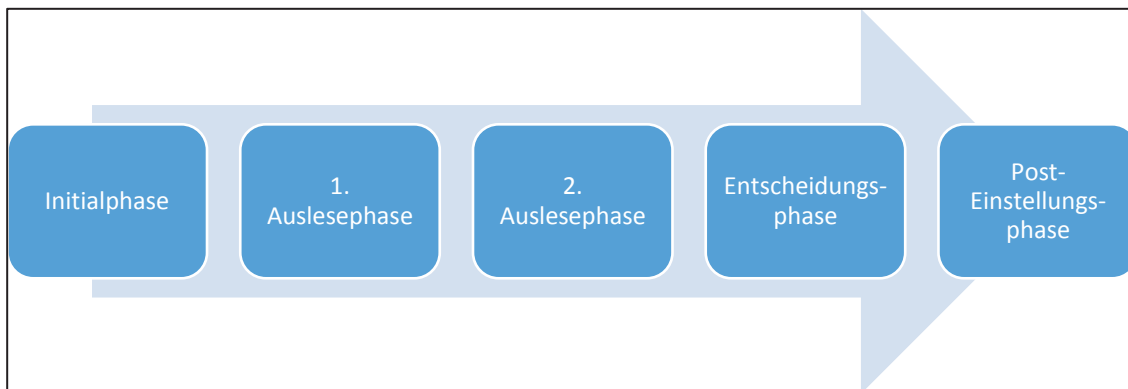 Initialphase
1.
Auslesephase
2.
Auslesephase
Entscheidungs-
phase
Post-
Einstellungs-
phase